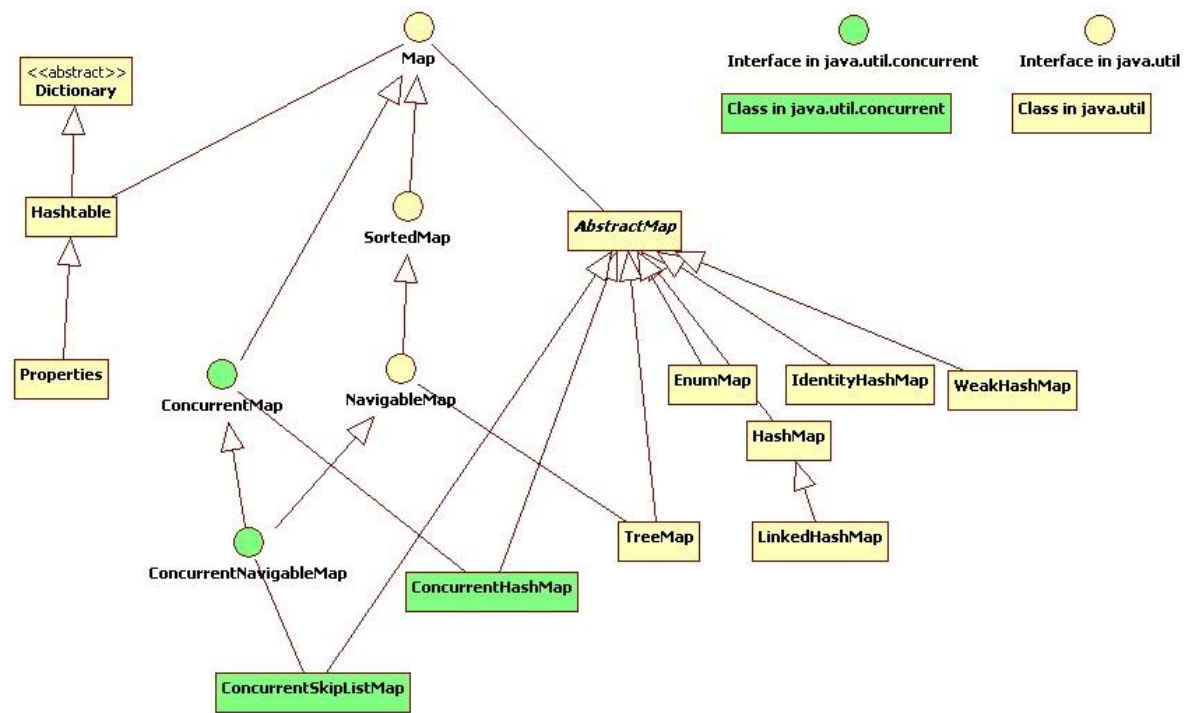 Map
Interface in java.util.concurrent
Interface in java.util
<<abstract>>
Dictionary
Class in java.util.concurrent
Class in java.util
Hashtable
SortedMap
AbstractMap
Properties
ConcurrentMap
NavigableMap
EnumMap
IdentityHashMap
WeakHashMap
HashMap
ConcurrentNavigableMap
TreeMap
LinkedHashMap
ConcurrentHashMap
ConcurrentSkipListMap